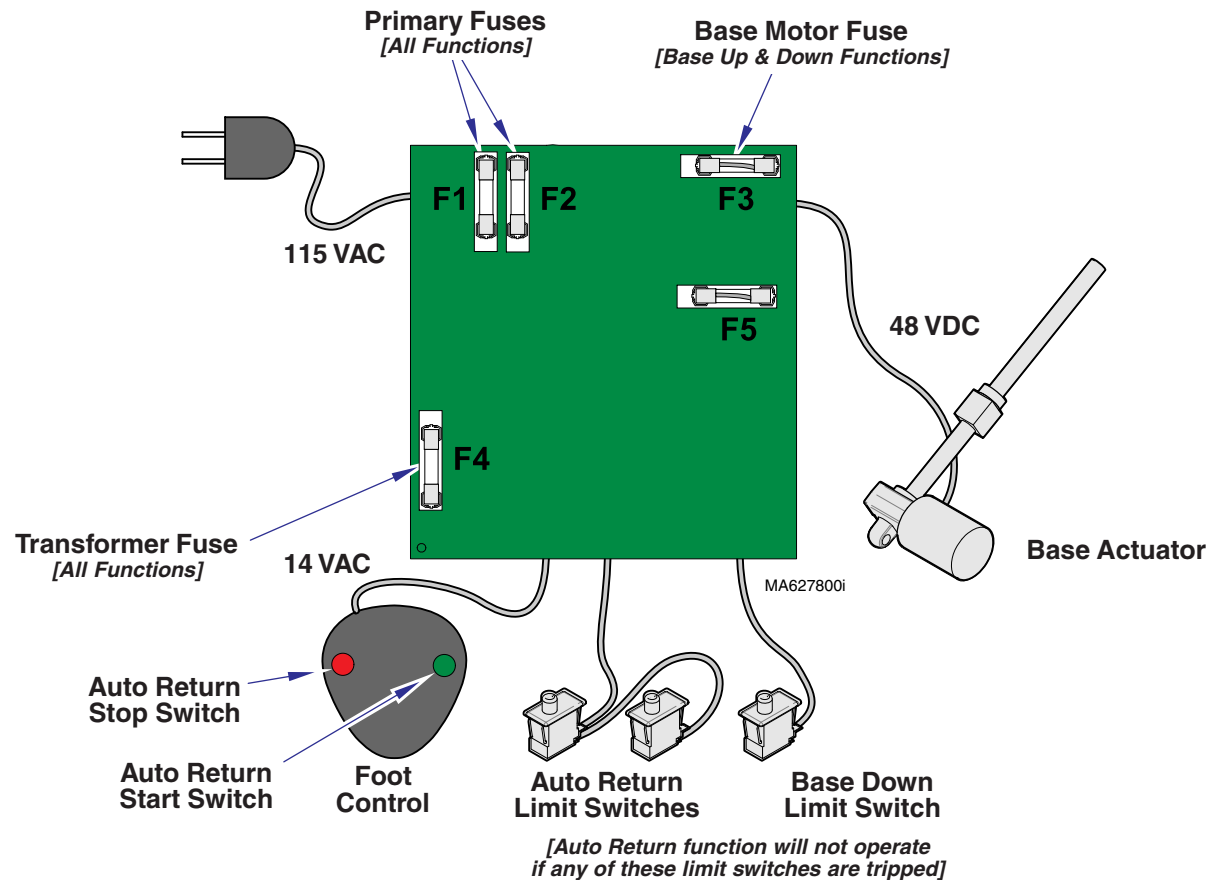 Primary Fuses
[All Functions]
Base Motor Fuse
[Base Up & Down Functions]
F1
F2
F3
115 VAC
F5
48 VDC
F4
Transformer Fuse
[All Functions]
14 VAC
Base Actuator
MA627800i
Auto Return
Stop Switch
Auto Return
Start Switch
Foot
Control
Auto Return
Limit Switches
Base Down
Limit Switch
[Auto Return function will not operate
if any of these limit switches are tripped]